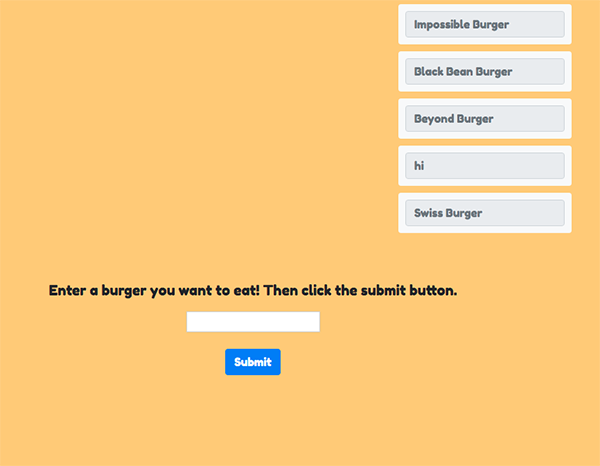 Impossible Burger
Black Bean Burger
Beyond Burger
hi
Swiss Burger
Enter a burger you want to eat! Then click the submit button.
Submit